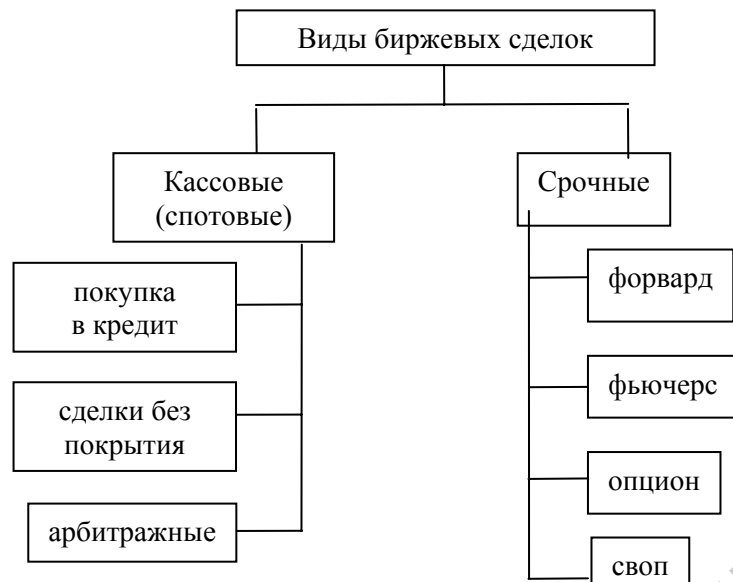 Виды биржевых сделок
Кассовые
(спотовые)
покупка
в кредит
сделки без
покрытия
арбитражные
Срочные
форвард
фьючерс
опцион
своп